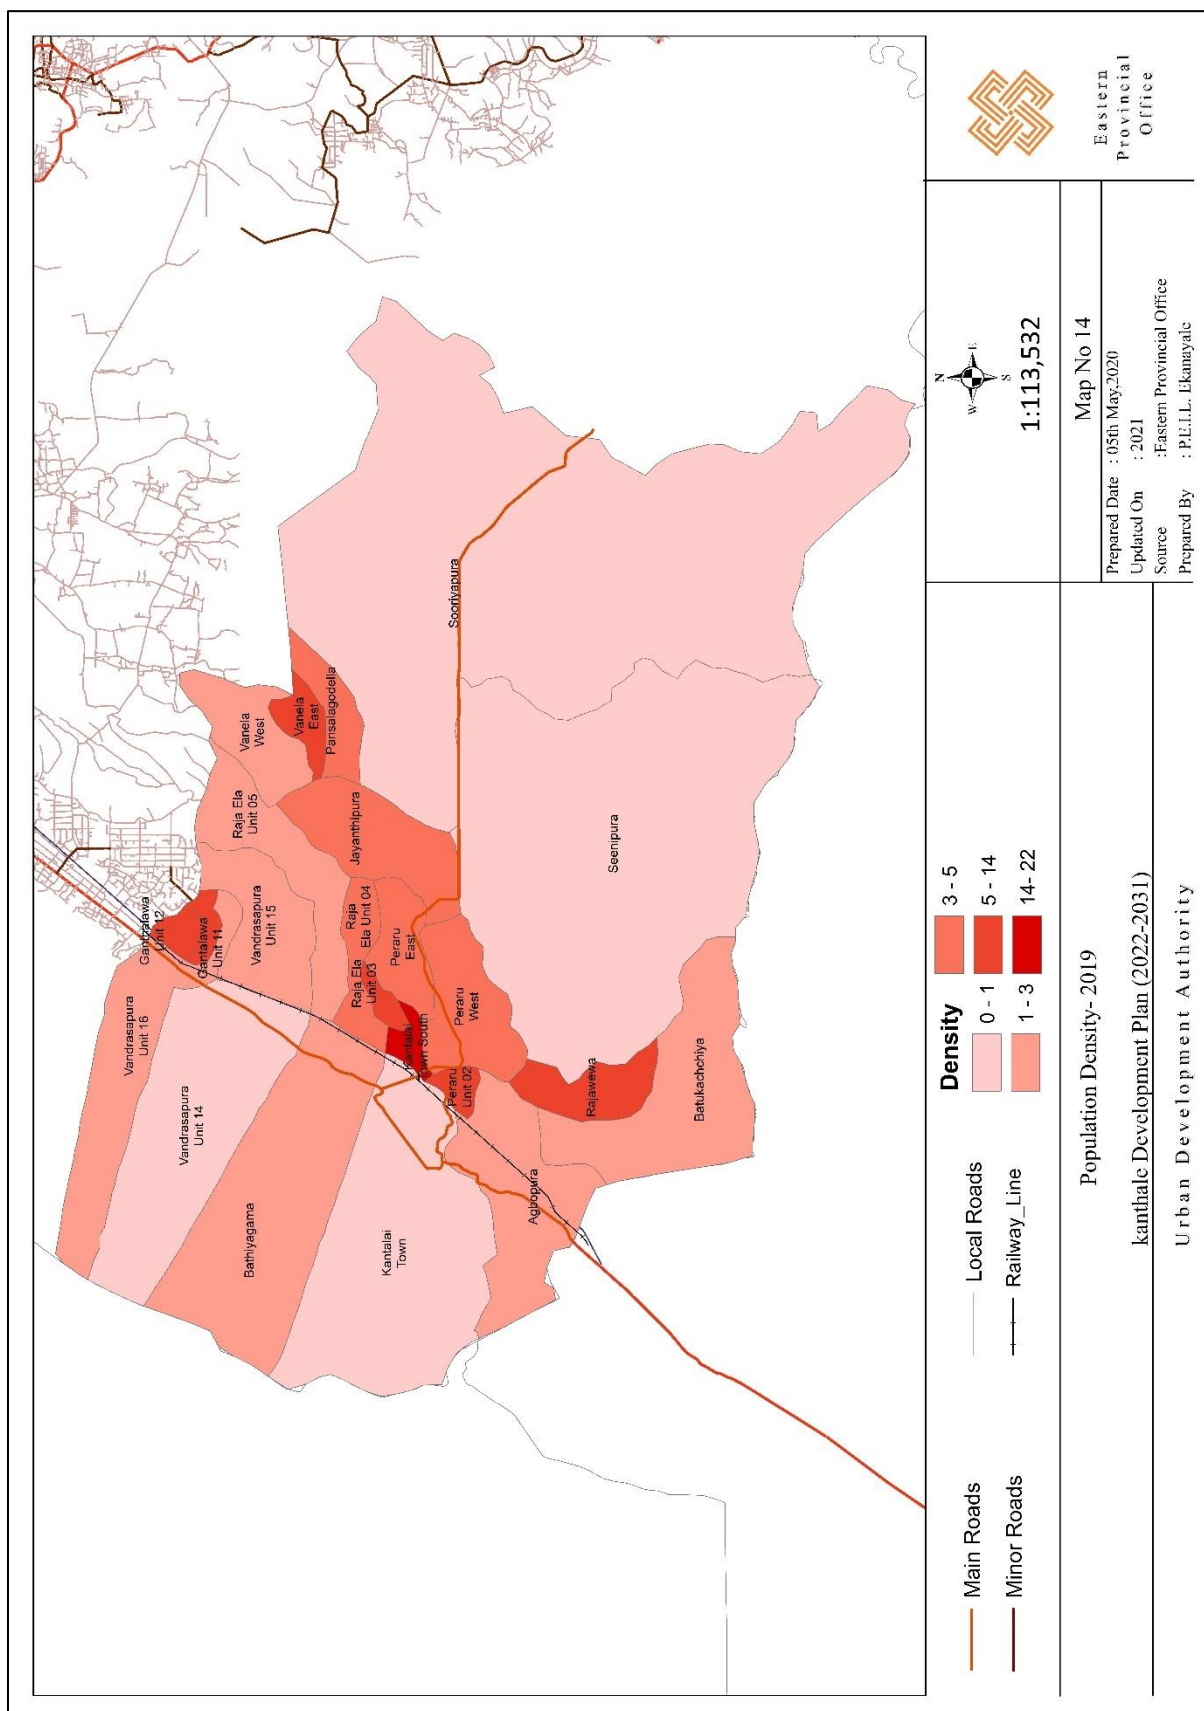 Gantalawa
Unit 12
Gantalawa
Unit 11
Vandrasapura
Unit 16
Vandrasapura
Unit 15
Vandrasapura
Unit 14
Raja Ela
Unit 05
Vanela
West
Vanela
East
Pansalagodella
Jayanthipura
Raja
Ela Unit 04
Raja Ela
Unit 03
Peraru
East
Kantalai
Town South
Peraru
West
Peraru
Unit 02
Bathiyagama
Kantalai
Town
Agbopura
Rajawewa
Batukachchiya
Seenipura
Sooriyapura
Main Roads
Minor Roads
Local Roads
Railway_Line
Density
0 - 1
1 - 3
3 - 5
5 - 14
14- 22
N
W
E
S
1:113,532
Eastern
Provincial
Office
Population Density- 2019
kanthale Development Plan (2022-2031)
Urban Development Authority
Map No 14
Prepared Date : 05th May,2020
Updated On : 2021
Source :Eastern Provincial Office
Prepared By : P.E.I.L. Ekanayake